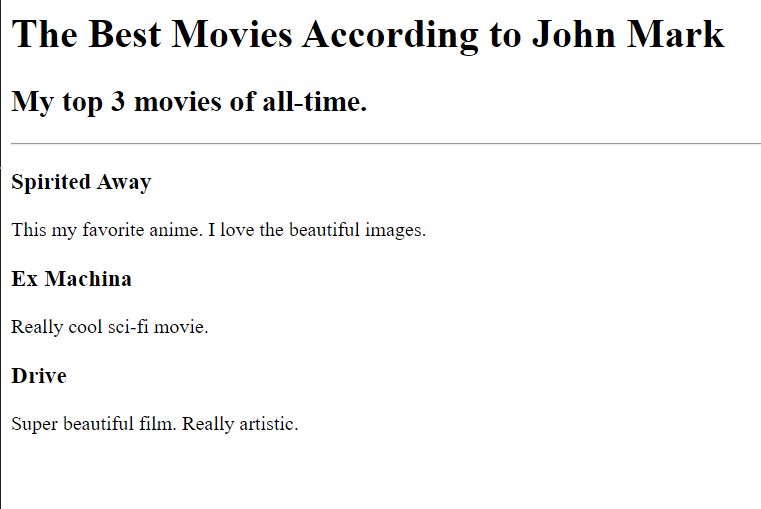 The Best Movies According to John Mark
My top 3 movies of all-time.
Spirited Away
This my favorite anime. I love the beautiful images.
Ex Machina
Really cool sci-fi movie.
Drive
Super beautiful film. Really artistic.